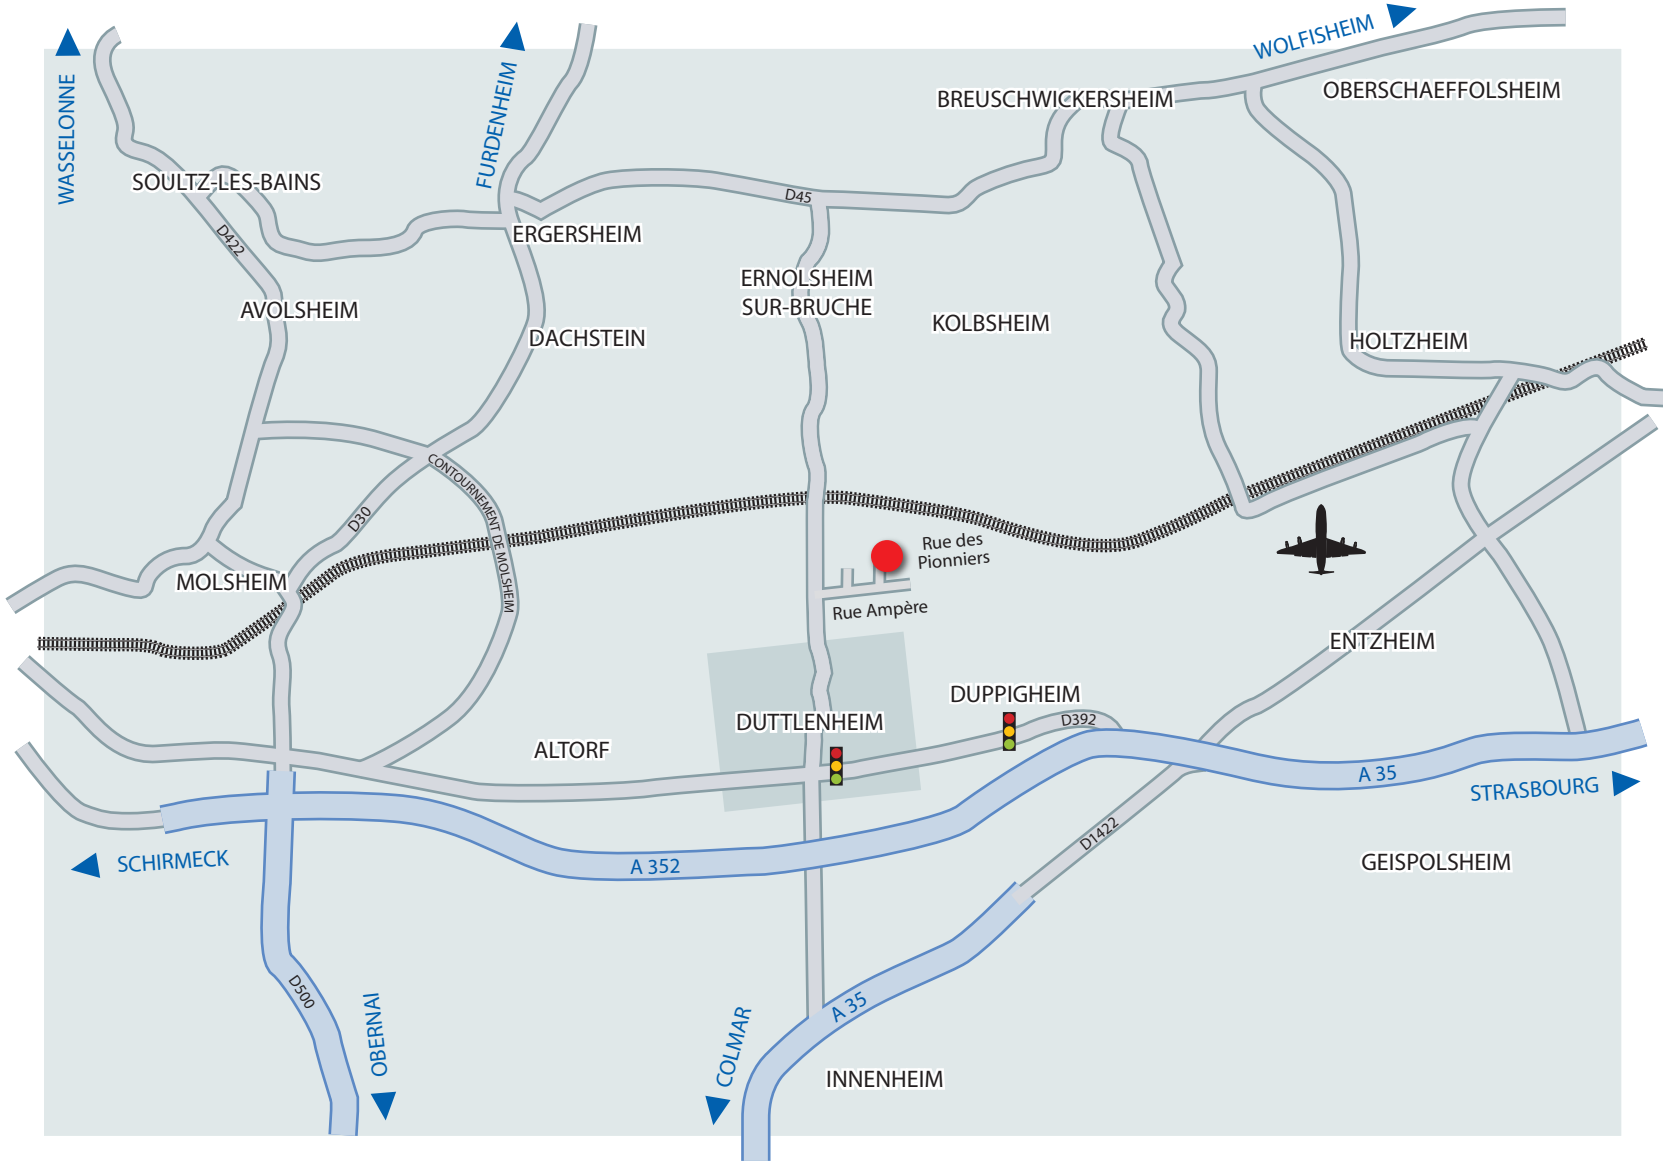 WOLFISHEIM
WASSELONNE
FURDENHEIM
BREUSCHWICKERSHEIM
OBERSCHAEFFOLSHEIM
SOULTZ-LES-BAINS
D45
D422
ERGERSHEIM
ERNOLSHEIM
SUR-BRUCHE
AVOLSHEIM
KOLBSHEIM
DACHSTEIN
HOLTZHEIM
CONTOURNEMENT DE MOLSHEIM
D30
Rue des
Pionniers
MOLSHEIM
Rue Ampère
ENTZHEIM
DUPPIGHEIM
DUTTLENHEIM
D392
ALTORF
A 35
STRASBOURG
D1422
SCHIRMECK
A 352
GEISPOLSHEIM
D500
A 35
OBERNAI
COLMAR
INNENHEIM